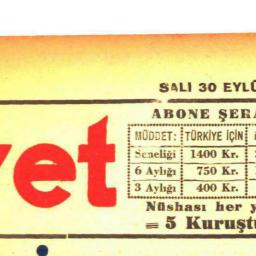 SALI 30 EYLÜ
yet
ABONE ŞERA
MÜDDET: TÜRKİYE İÇİN
Seneliği 1400 Kr.
6 Aylığı 750 Kr.
3 Aylığı 400 Kr.
Nüshası her y
5 Kuruştu